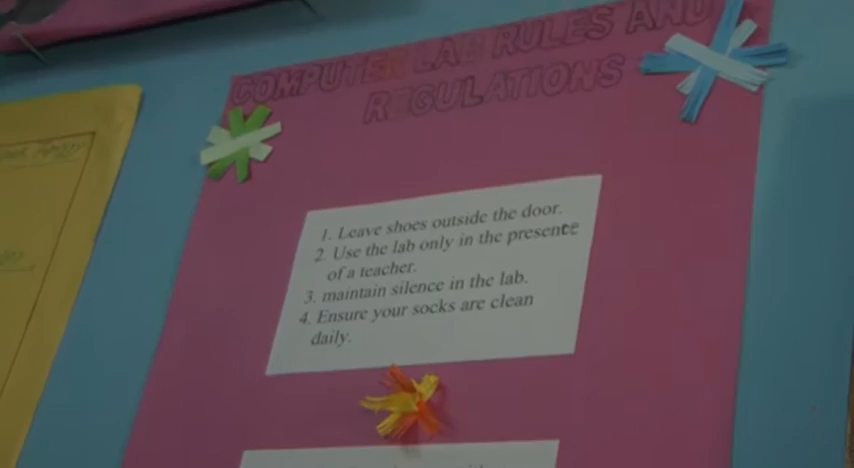 COMPUTER LAB RULES AND
REGULATIONS
1. Leave shoes outside the door.
2. Use the lab only in the presente
of a teacher.
3. maintain silence in the lab.
4. Ensure your socks are clean
daily.